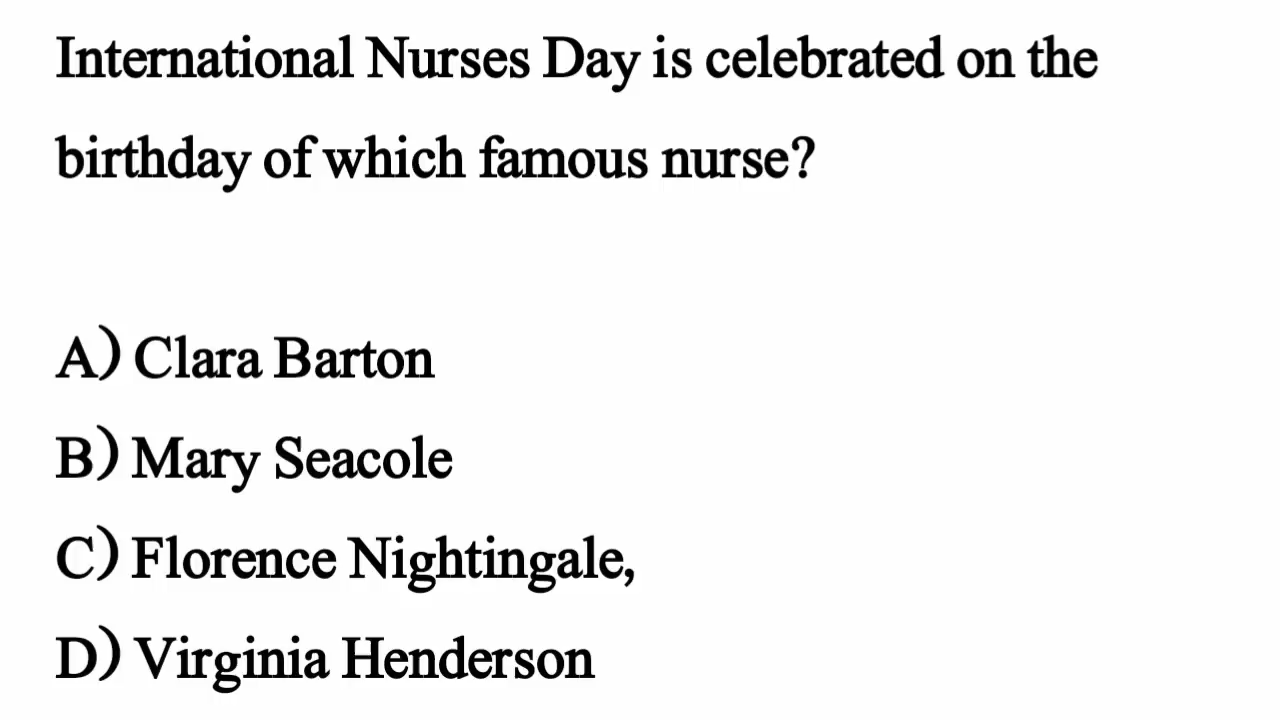 International Nurses Day is celebrated on the
birthday of which famous nurse?
A) Clara Barton
B) Mary Seacole
C) Florence Nightingale,
D) Virginia Henderson